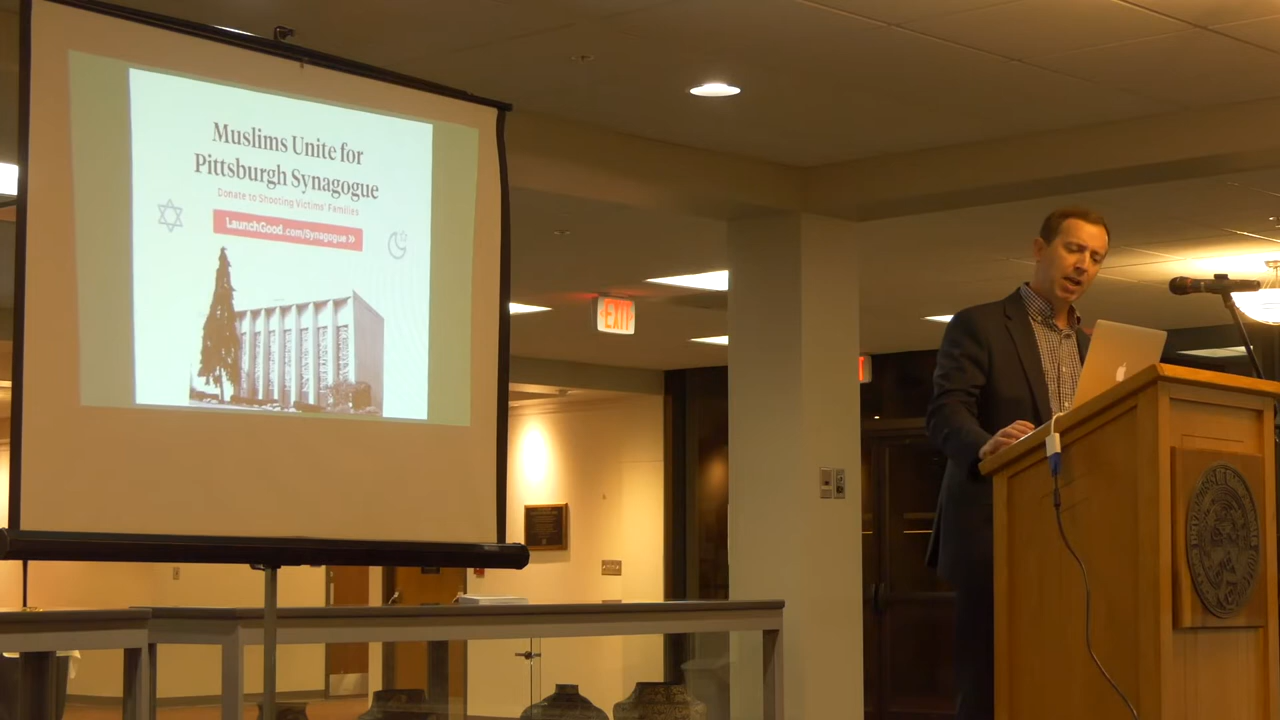 Muslims Unite for
Pittsburgh Synagogue
Donate to Shooting Victims' Families
LaunchGood.com/Synagogue »
EXIT